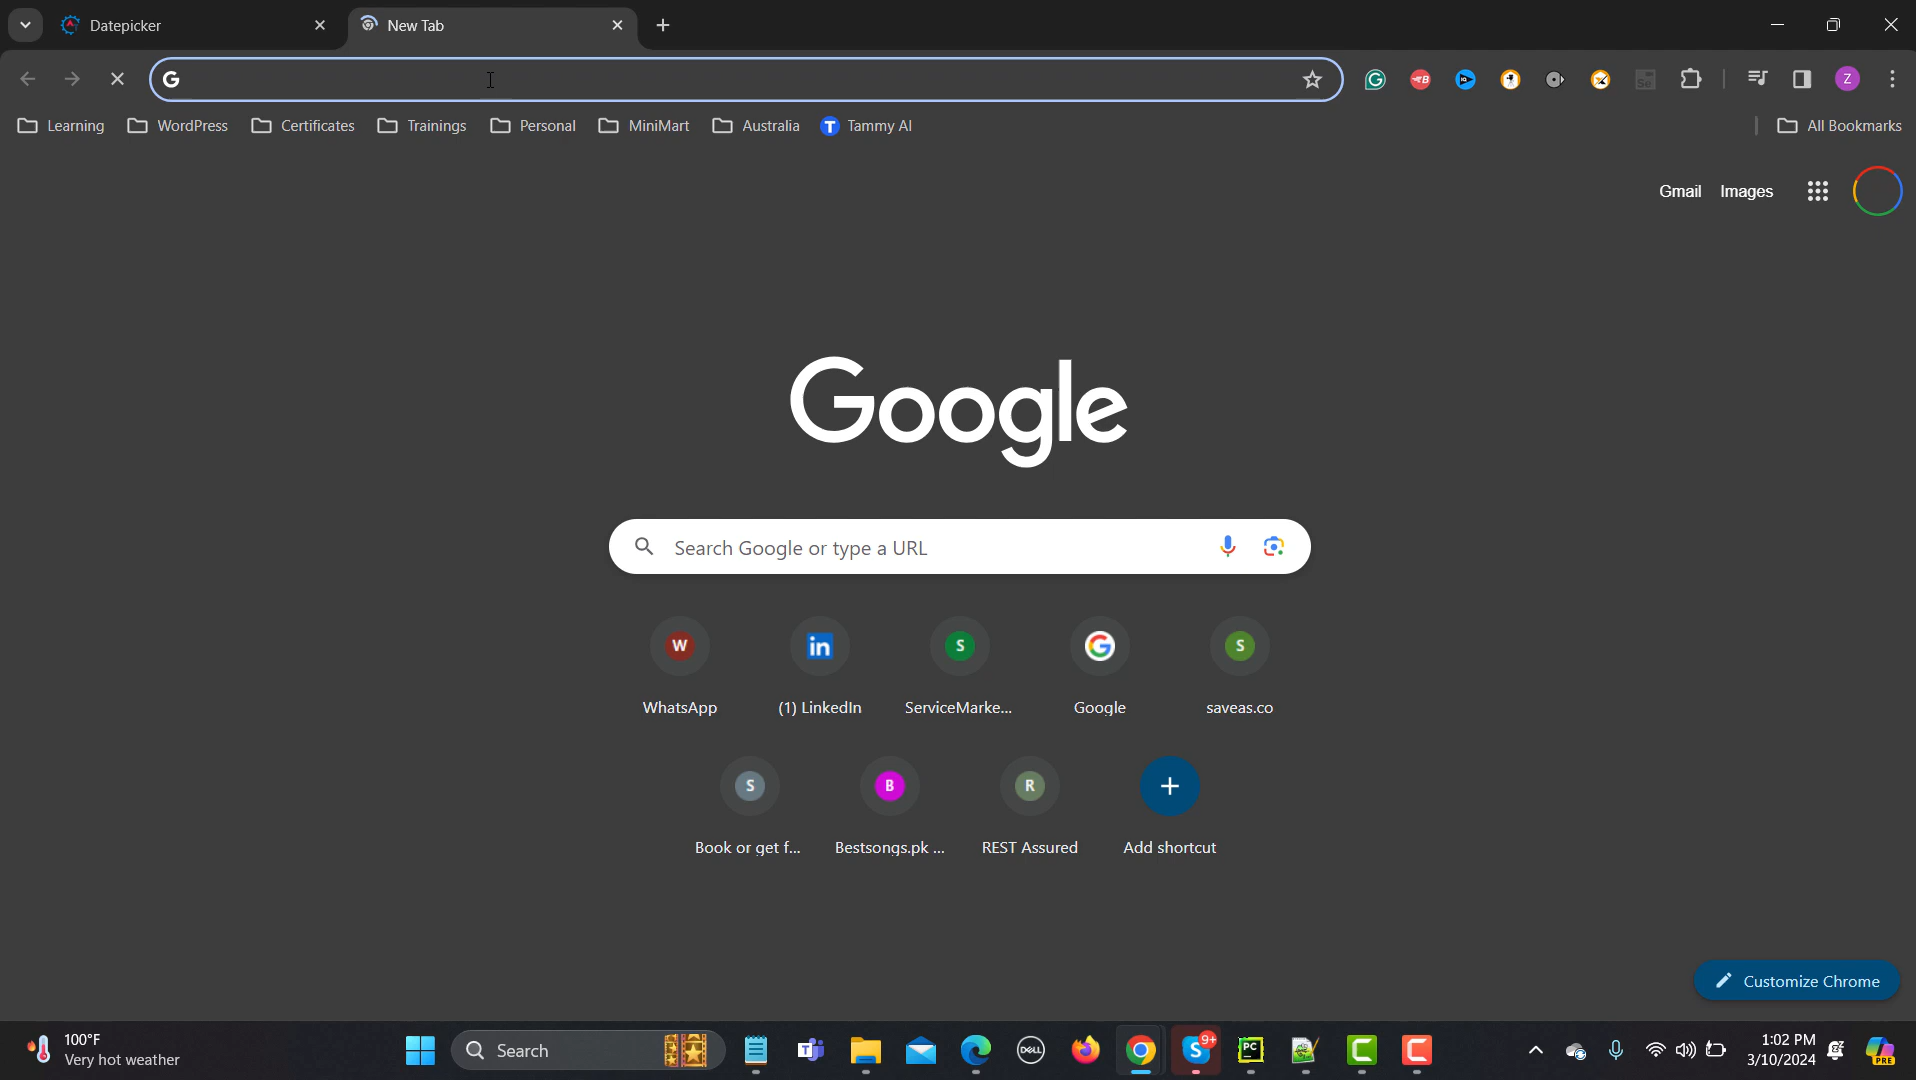 Datepicker
New Tab
Learning WordPress Certificates Trainings Personal MiniMart Australia Tammy AI All Bookmarks
Gmail Images
Google
Search Google or type a URL
W in S G S
WhatsApp (1) LinkedIn ServiceMarke... Google saveas.co
S B R
Book or get f... Bestsongs.pk ... REST Assured Add shortcut
Customize Chrome
100°F
Very hot weather
Search
9+
1:02 PM
3/10/2024